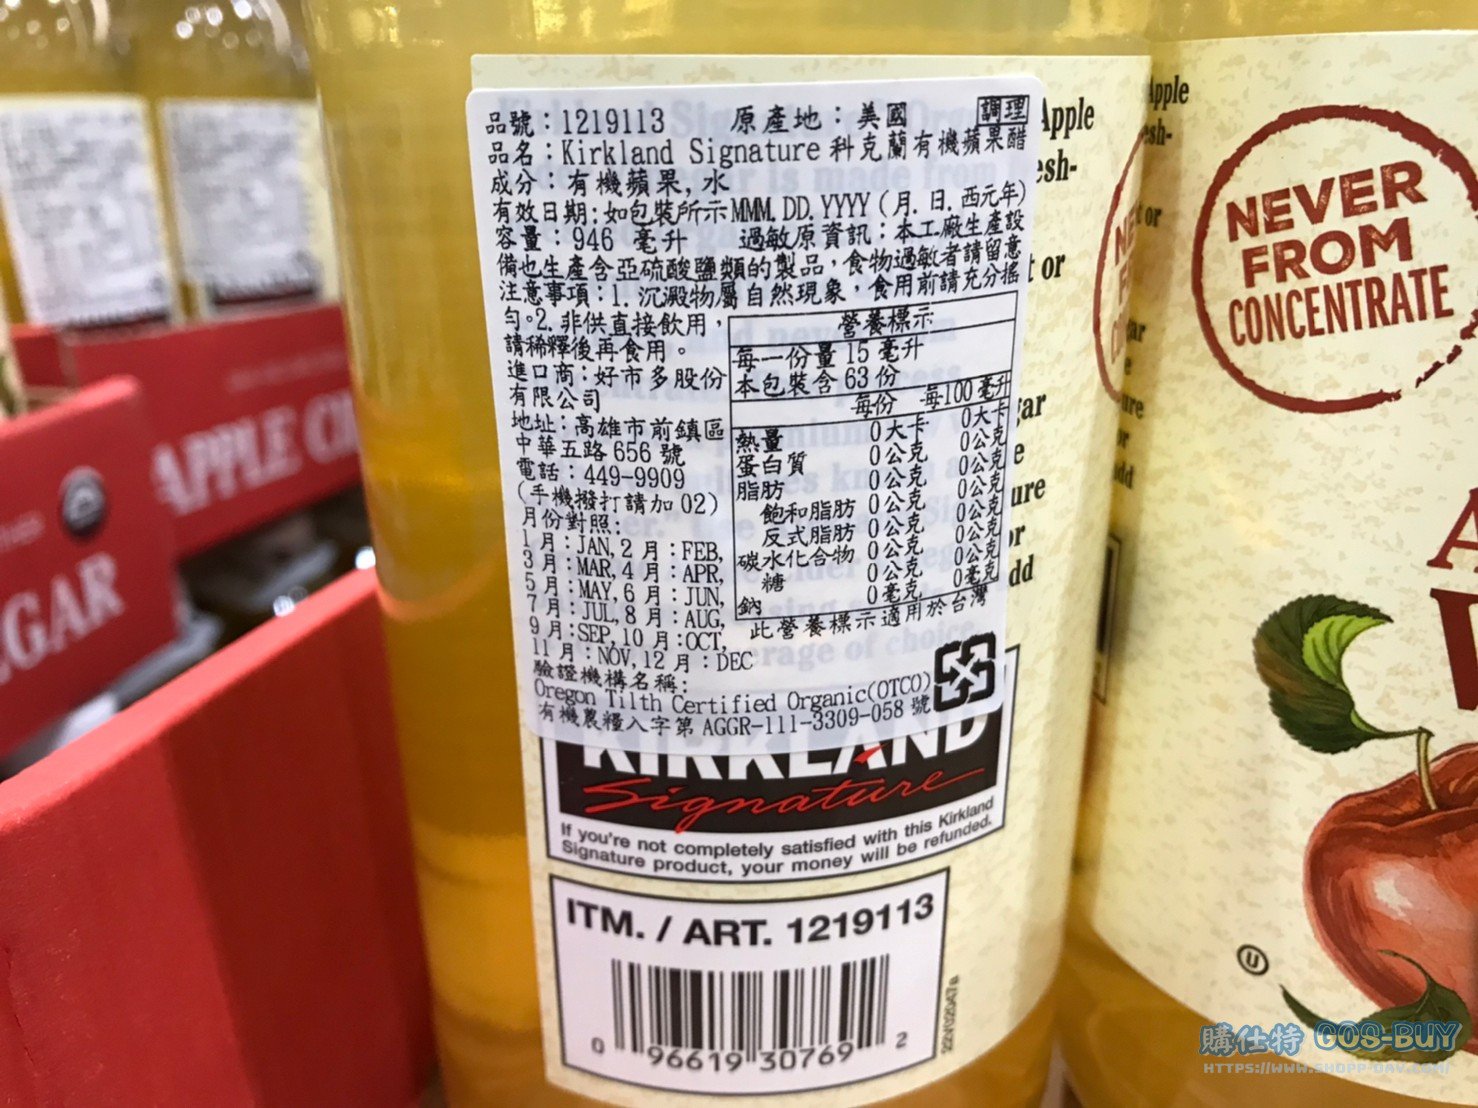 品號：1219113　原產地：美國　調理
品名：Kirkland Signature 科克蘭有機蘋果醋
成分：有機蘋果, 水
有效日期：如包裝所示MMM.DD.YYYY（月.日.西元年）
容量：946 毫升　過敏原資訊：本工廠生產設
備也生產含亞硫酸鹽類的製品，食物過敏者請留意
注意事項：1. 沉澱物屬自然現象，食用前請充分搖
勻。2. 非供直接飲用，
請稀釋後再食用。
進口商：好市多股份
有限公司
地址：高雄市前鎮區
中華五路 656 號
電話：449-9909
（手機撥打請加 02）
月份對照：
1 月：JAN, 2 月：FEB,
3 月：MAR, 4 月：APR,
5 月：MAY, 6 月：JUN,
7 月：JUL, 8 月：AUG,
9 月：SEP, 10 月：OCT,
11 月：NOV, 12 月：DEC
驗證機構名稱：
Oregon Tilth Certified Organic(OTCO)
有機農糧入字第 AGGR-111-3309-058 號
營養標示
每一份量 15 毫升
本包裝含 63 份
每份　每100 毫升
熱量　0大卡　0大卡
蛋白質　0公克　0公克
脂肪　0公克　0公克
飽和脂肪　0公克　0公克
反式脂肪　0公克　0公克
碳水化合物　0公克　0公克
糖　0公克　0公克
鈉　0毫克　0毫克
此營養標示適用於台灣
KIRKLAND
Signature
If you're not completely satisfied with this Kirkland
Signature product, your money will be refunded.
ITM. / ART. 1219113
0 96619 30769 2
Apple
or
NEVER
FROM
CONCENTRATE
U
APPLE
購仕特 COS-BUY
HTTPS://WWW.SHOPP-DAY.COM/